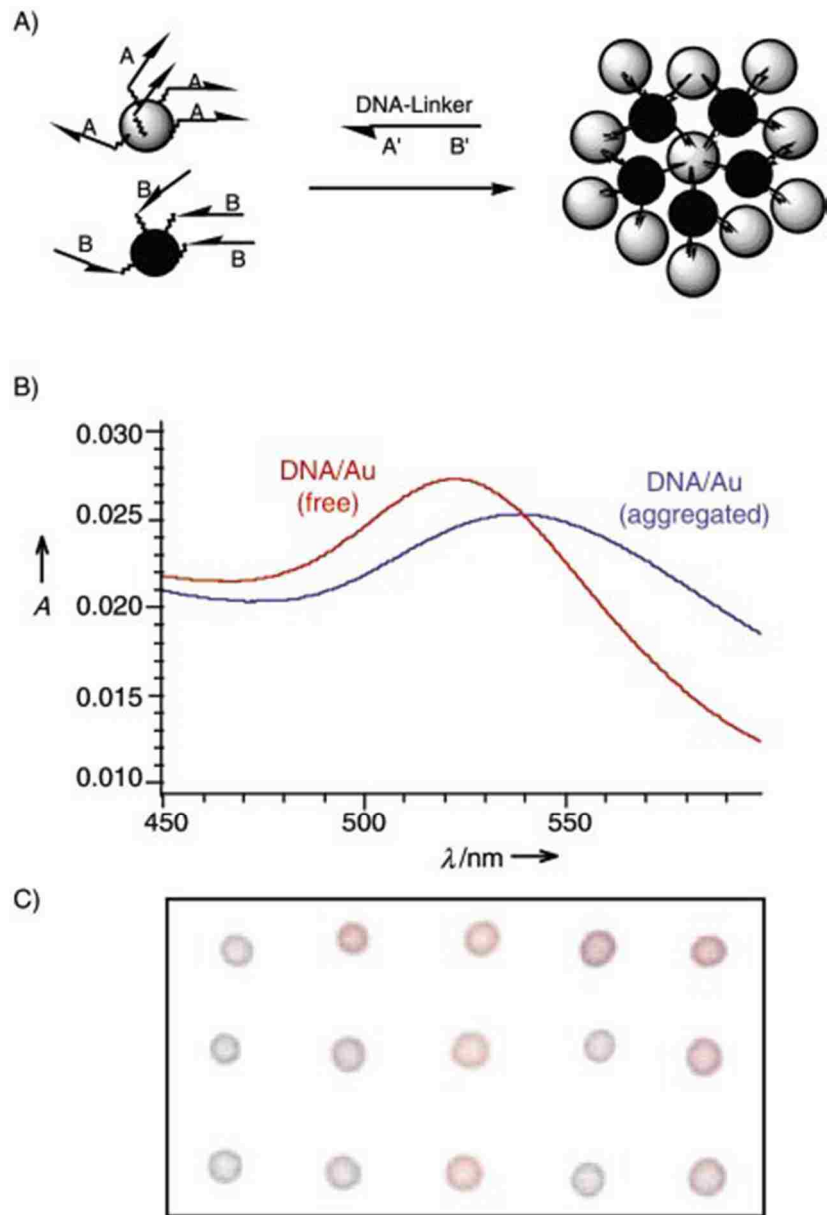 A)
A
A
A
A
DNA-Linker
A' B'
B
B
B
B
B)
0.030
0.025
A
0.020
0.015
0.010
DNA/Au
(free)
DNA/Au
(aggregated)
450 500 550
λ/nm
C)